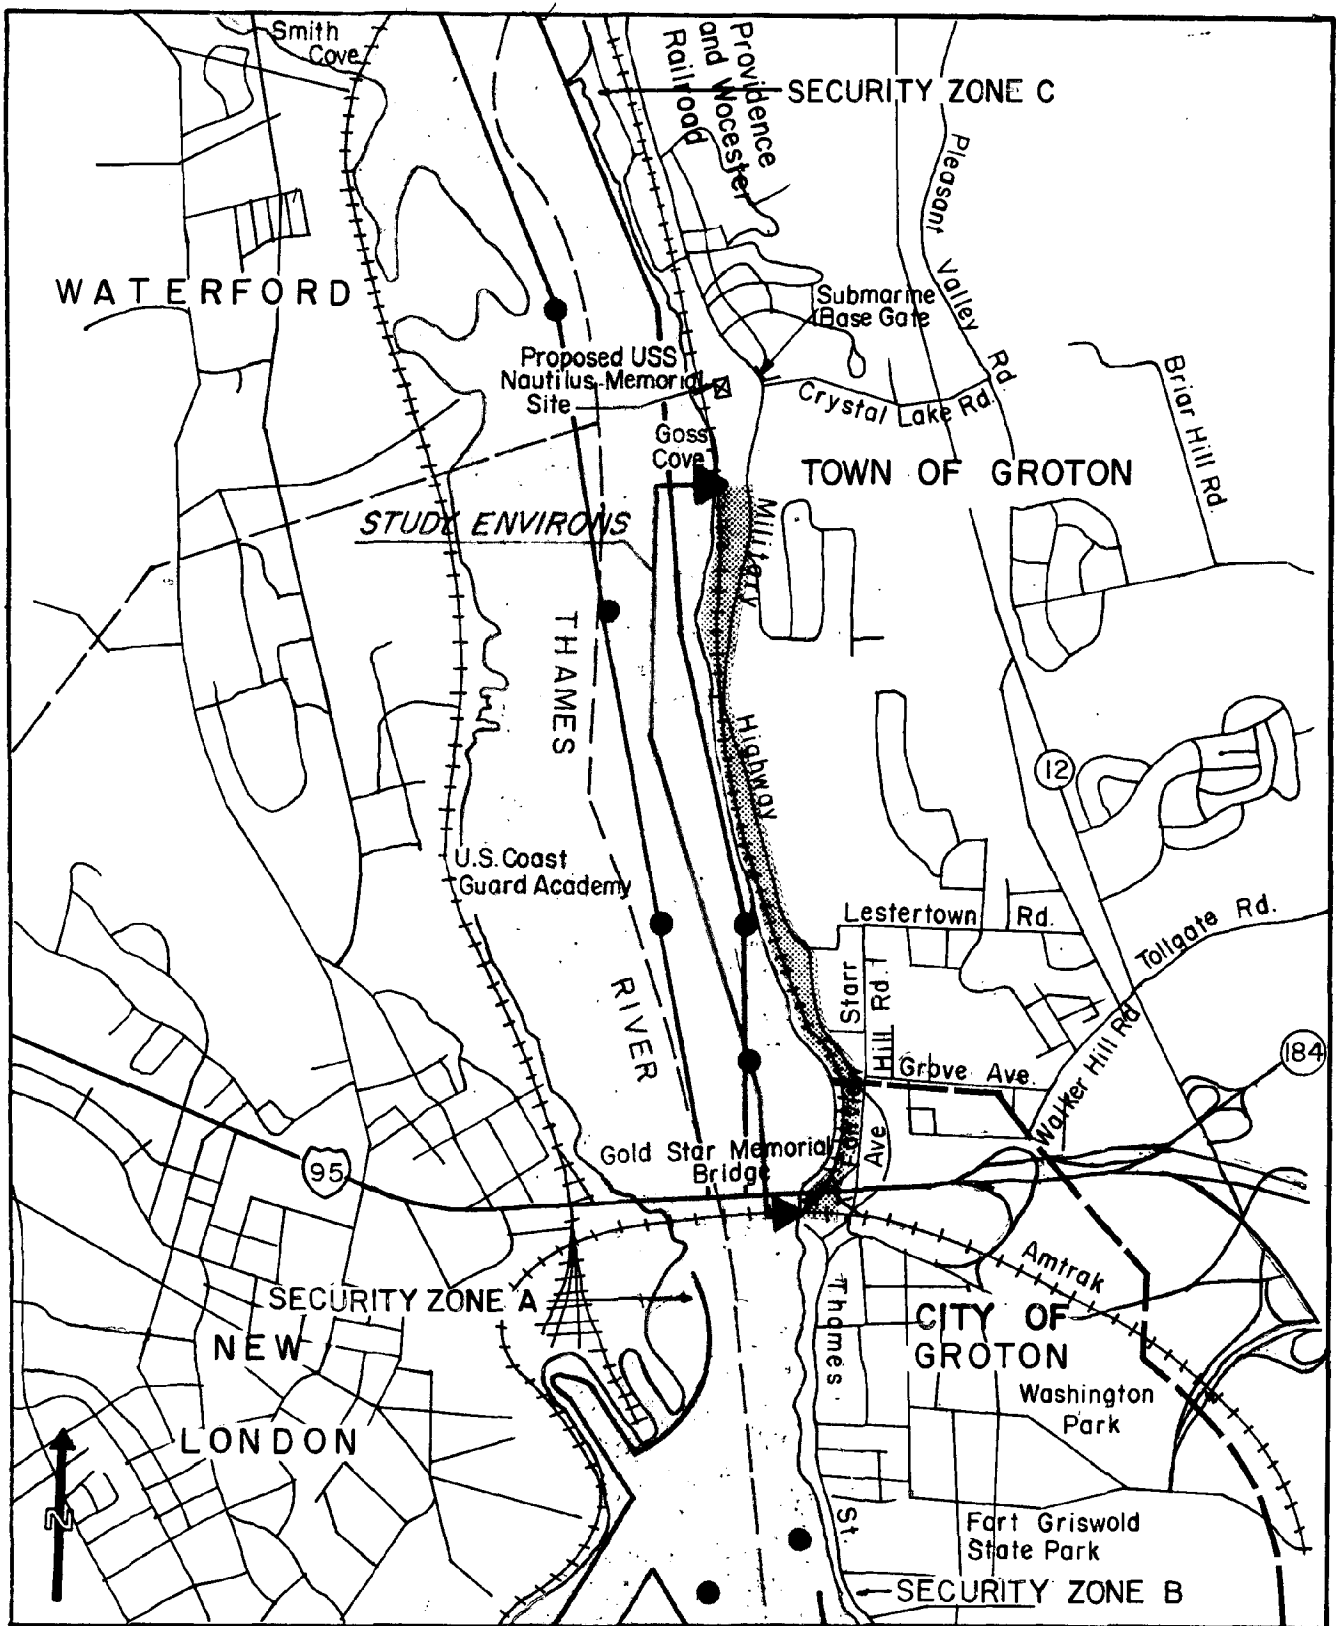 Smith
Cove
Providence
and Wocester
Railroad
SECURITY ZONE C
Pleasant Valley Rd.
WATERFORD
Submarine
Base Gate
Proposed USS
Nautilus Memorial
Site
Crystal Lake Rd.
Briar Hill Rd.
Goss
Cove
TOWN OF GROTON
STUDY ENVIRONS
Military Highway
THAMES RIVER
12
U.S. Coast
Guard Academy
Lestertown Rd.
Tollgate Rd.
Starr
Hill Rd.
Walker Hill Rd.
184
Grove Ave.
Fairview
Ave
Gold Star Memorial
Bridge
95
Amtrak
SECURITY ZONE A
NEW
LONDON
CITY OF
GROTON
Thames St
Washington
Park
N
Fort Griswold
State Park
SECURITY ZONE B